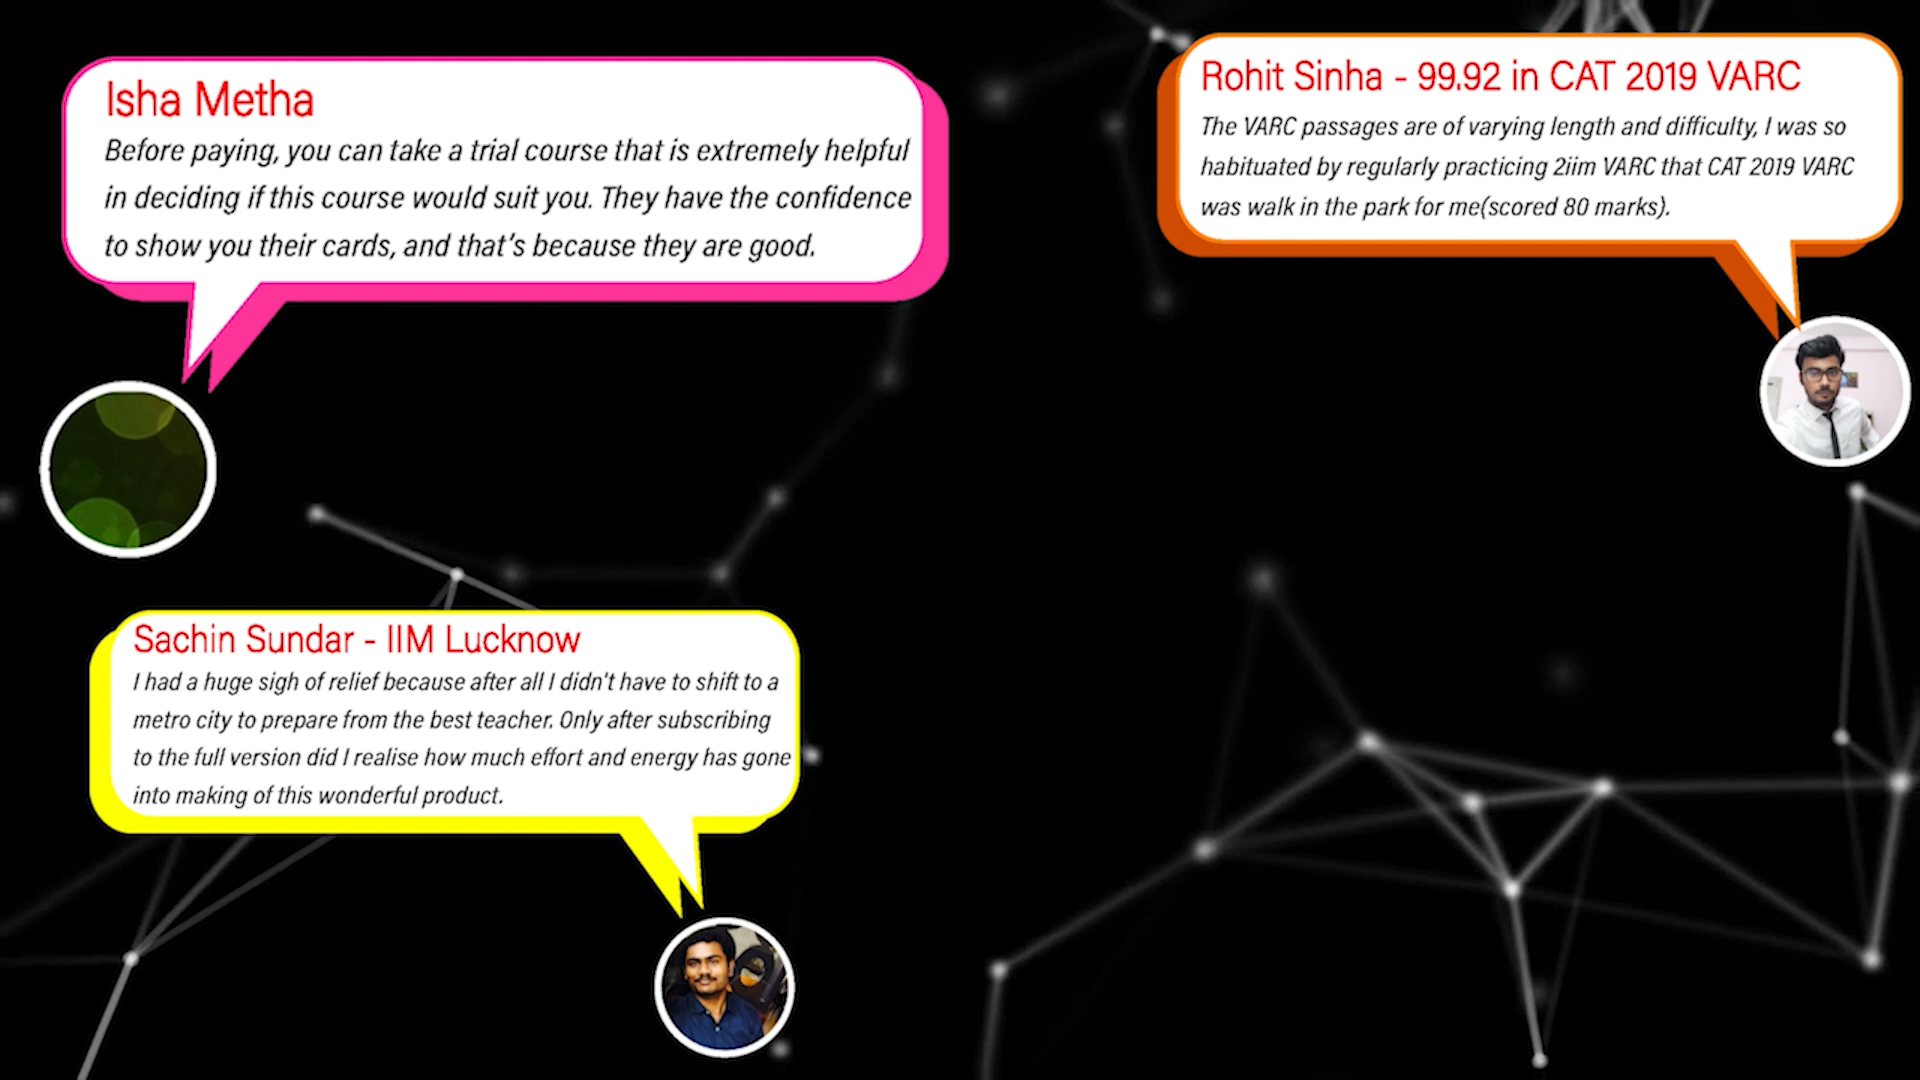 Isha Metha
Before paying, you can take a trial course that is extremely helpful
in deciding if this course would suit you. They have the confidence
to show you their cards, and that's because they are good.
Rohit Sinha - 99.92 in CAT 2019 VARC
The VARC passages are of varying length and difficulty, I was so
habituated by regularly practicing 2iim VARC that CAT 2019 VARC
was walk in the park for me(scored 80 marks).
Sachin Sundar - IIM Lucknow
I had a huge sigh of relief because after all I didn't have to shift to a
metro city to prepare from the best teacher. Only after subscribing
to the full version did I realise how much effort and energy has gone
into making of this wonderful product.